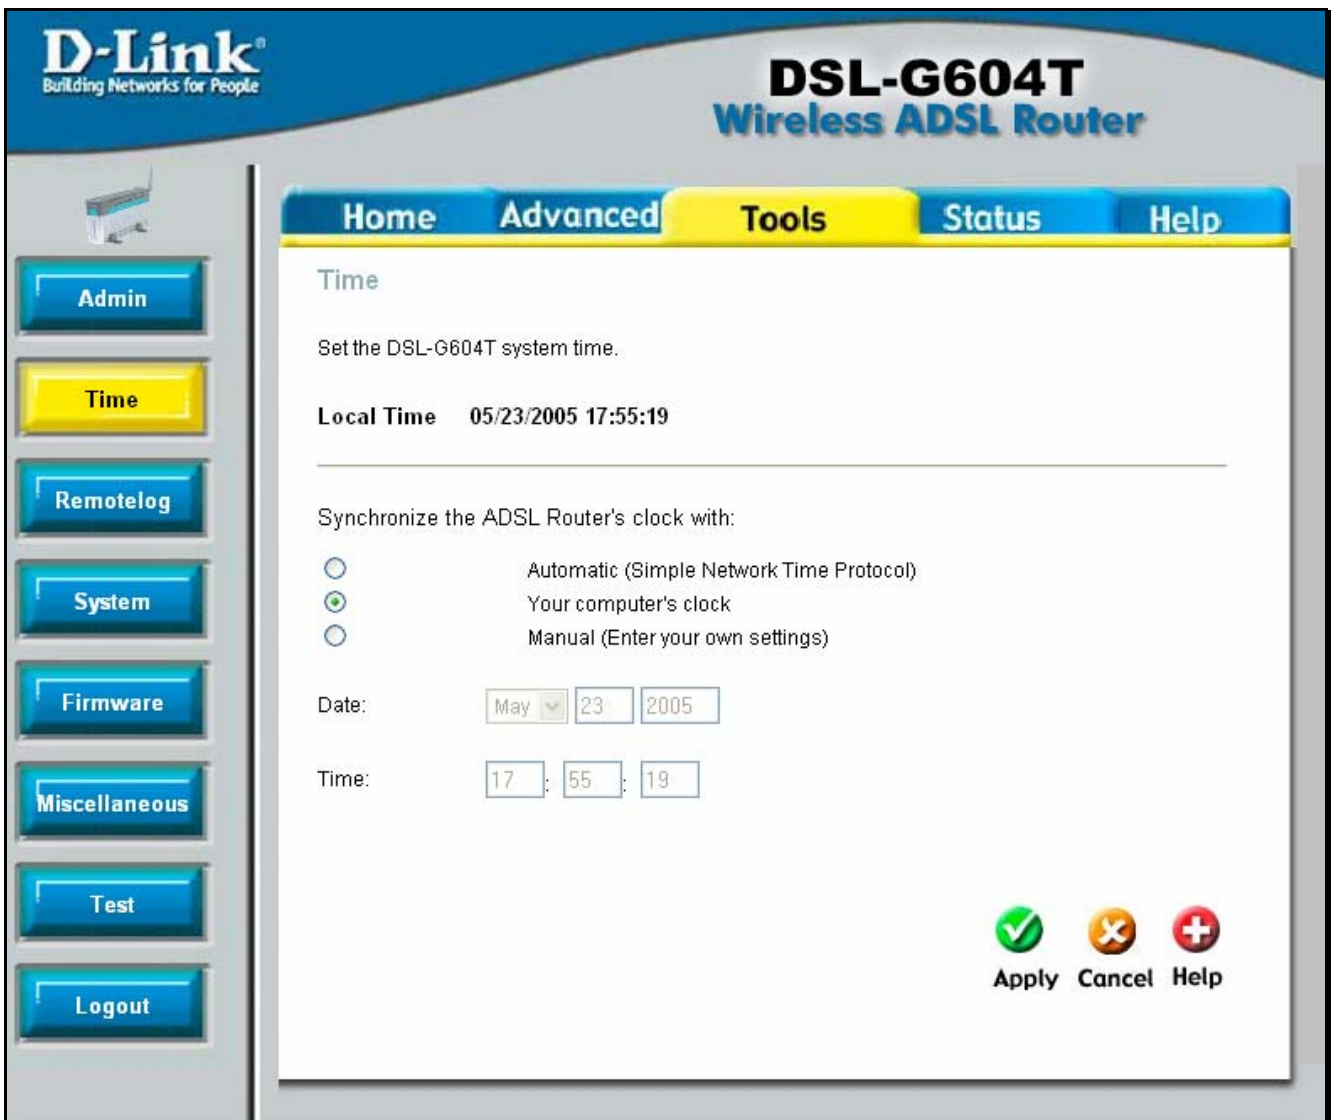 D-Link®
Building Networks for People
DSL-G604T
Wireless ADSL Router
Home Advanced Tools Status Help
Admin
Time
Remotelog
System
Firmware
Miscellaneous
Test
Logout
Time
Set the DSL-G604T system time.
Local Time 05/23/2005 17:55:19
Synchronize the ADSL Router's clock with:
Automatic (Simple Network Time Protocol)
Your computer's clock
Manual (Enter your own settings)
Date: May 23 2005
Time: 17 : 55 : 19
Apply Cancel Help